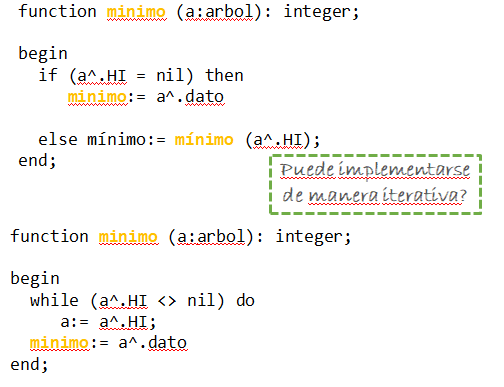 function minimo (a:arbol): integer;
begin
if (a^.HI = nil) then
minimo:= a^.dato
else mínimo:= mínimo (a^.HI);
end;
Puede implementarse
de manera iterativa?
function minimo (a:arbol): integer;
begin
while (a^.HI <> nil) do
a:= a^.HI;
minimo:= a^.dato
end;